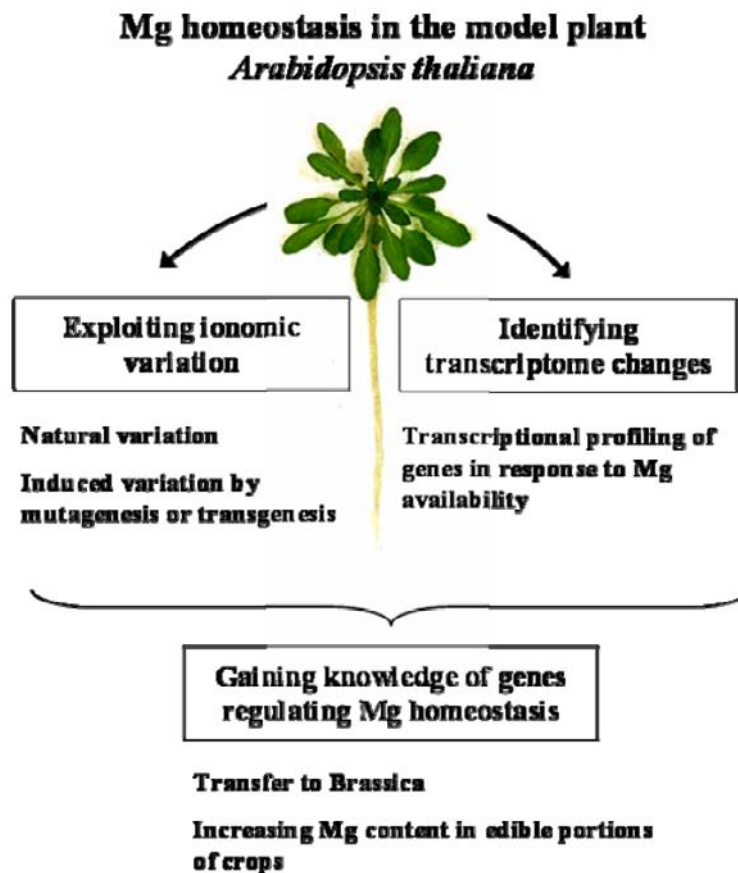 Mg homeostasis in the model plant
Arabidopsis thaliana
Exploiting ionomic
variation
Natural variation
Induced variation by
mutagenesis or transgenesis
Identifying
transcriptome changes
Transcriptional profiling of
genes in response to Mg
availability
Gaining knowledge of genes
regulating Mg homeostasis
Transfer to Brassica
Increasing Mg content in edible portions
of crops